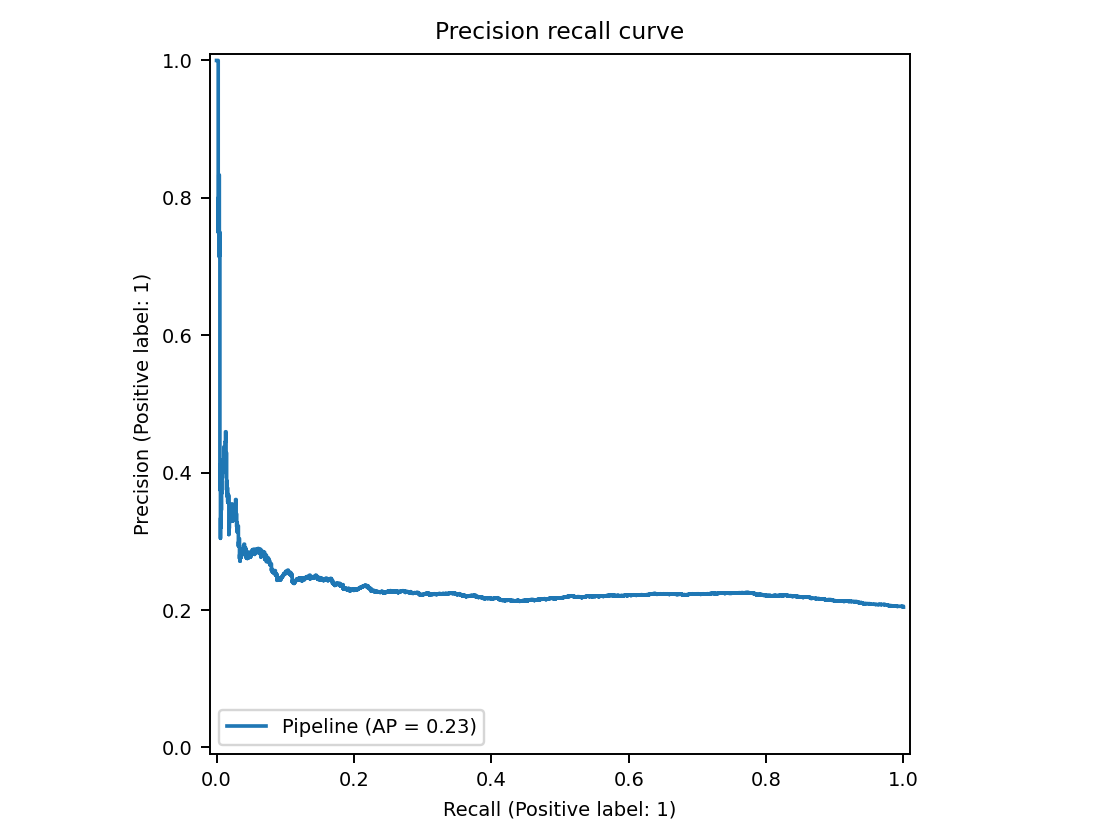 Precision recall curve
1.0
0.8
0.6
0.4
0.2
0.0
Precision (Positive label: 1)
Pipeline (AP = 0.23)
0.0 0.2 0.4 0.6 0.8 1.0
Recall (Positive label: 1)